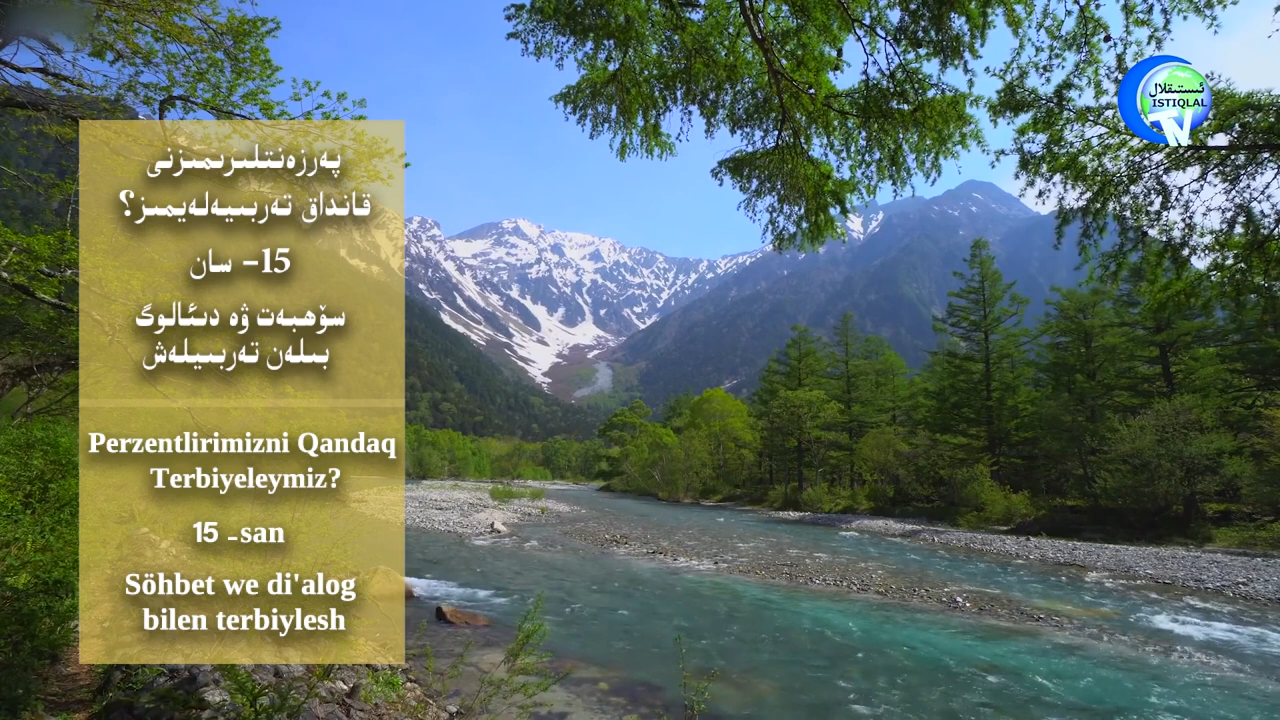 پەرزەنتلىرىمىزنى
قانداق تەربىيەلەيمىز؟
15- سان
سۆھبەت ۋە دىئالوگ
بىلەن تەربىيىلەش
Perzentlirimizni Qandaq
Terbiyeleymiz?
15 -san
Söhbet we di'alog
bilen terbiylesh
ئىستىقلال
ISTIQLAL
TV